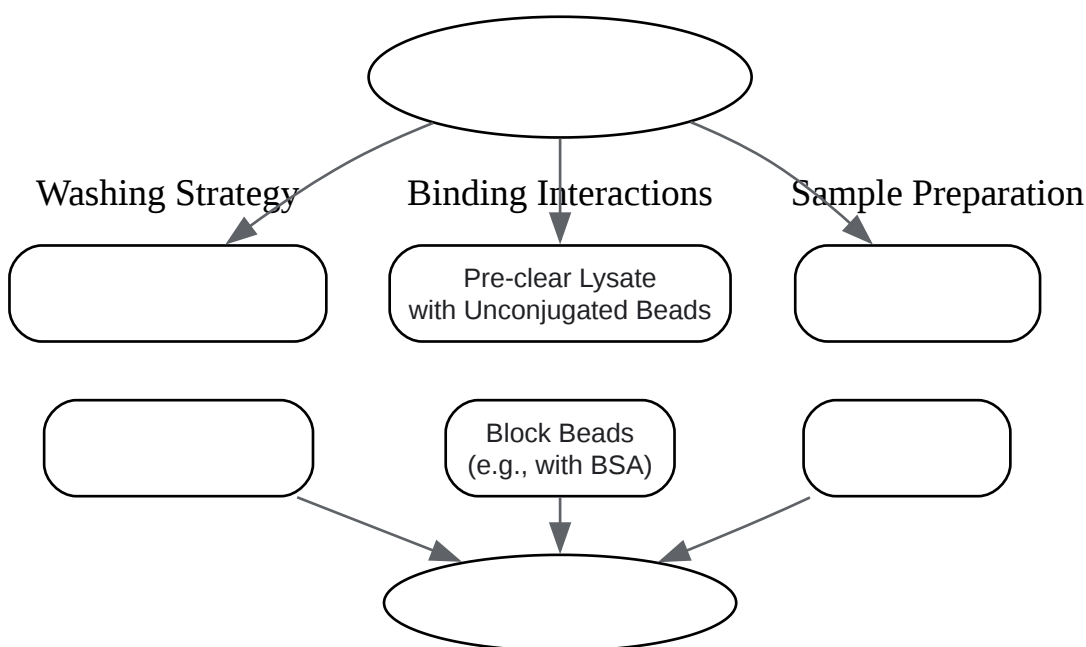 Washing Strategy
Binding Interactions
Sample Preparation
Pre-clear Lysate
with Unconjugated Beads
Block Beads
(e.g., with BSA)